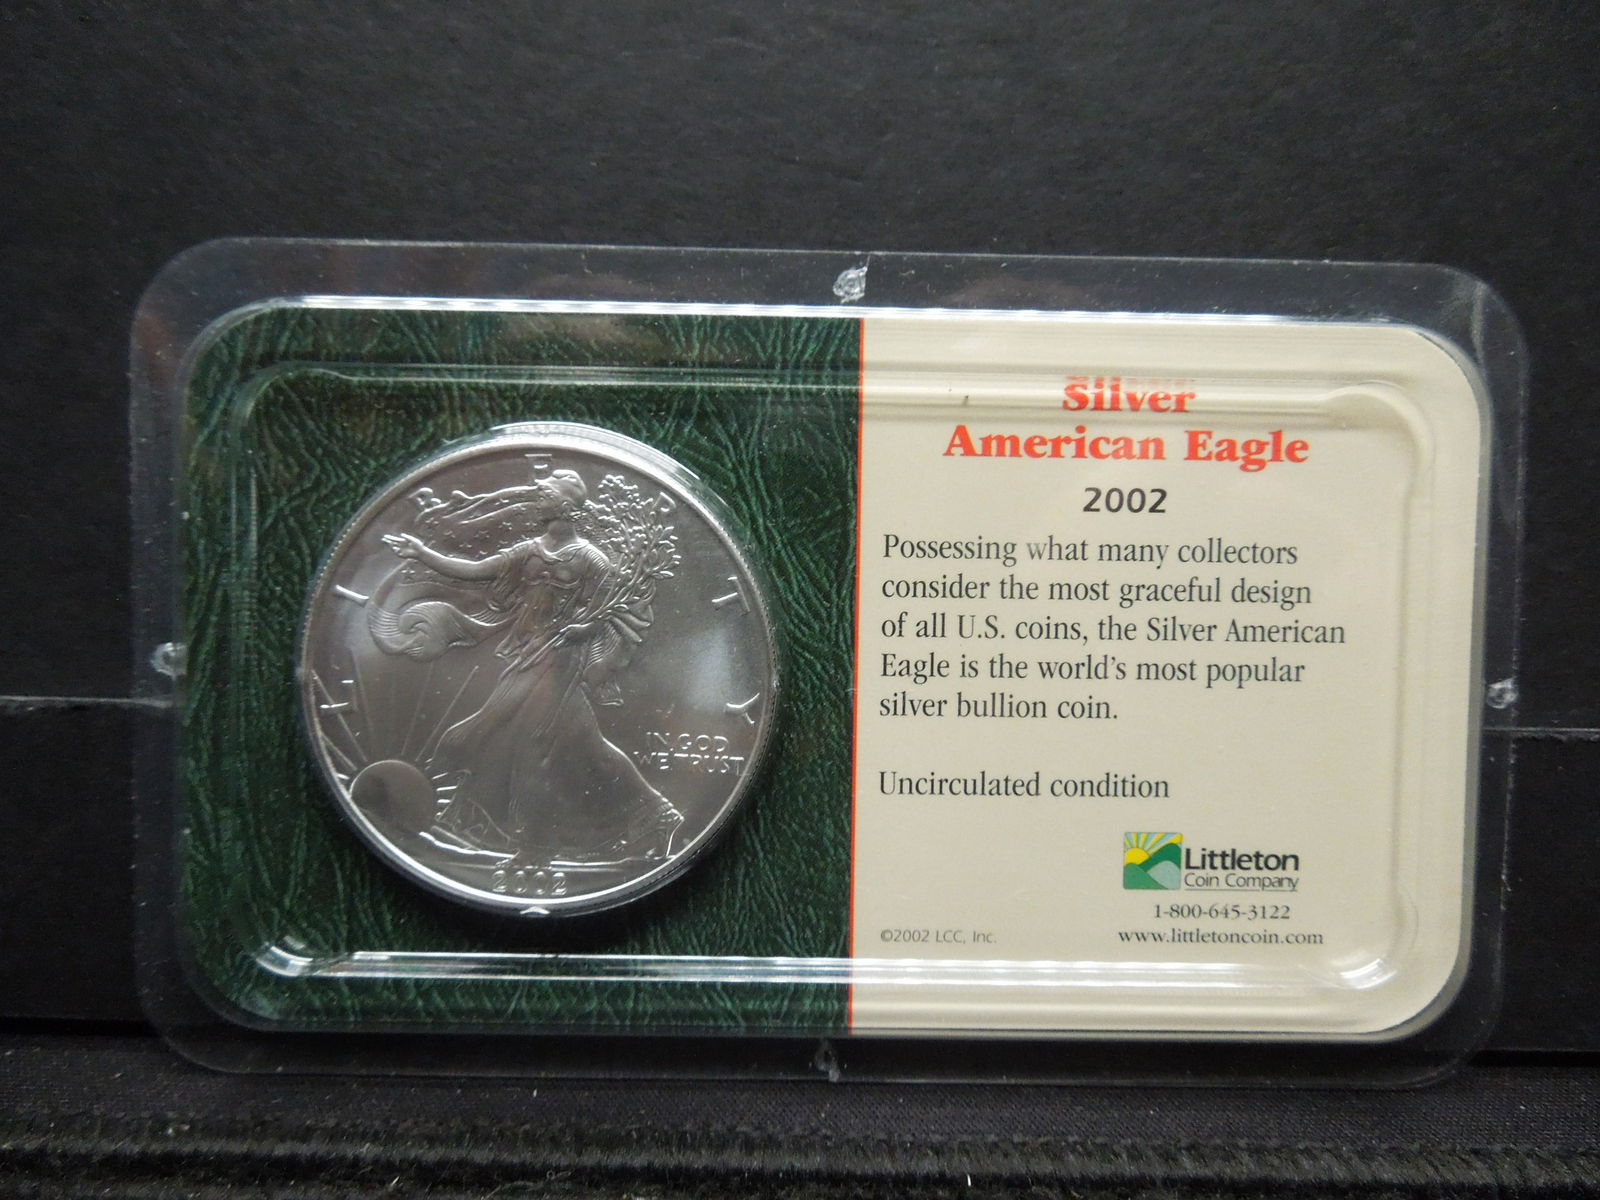 LIBERTY
IN GOD
WE TRUST
2002
Silver
American Eagle
2002
Possessing what many collectors
consider the most graceful design
of all U.S. coins, the Silver American
Eagle is the world's most popular
silver bullion coin.
Uncirculated condition
Littleton
Coin Company
1-800-645-3122
©2002 LCC, Inc.
www.littletoncoin.com